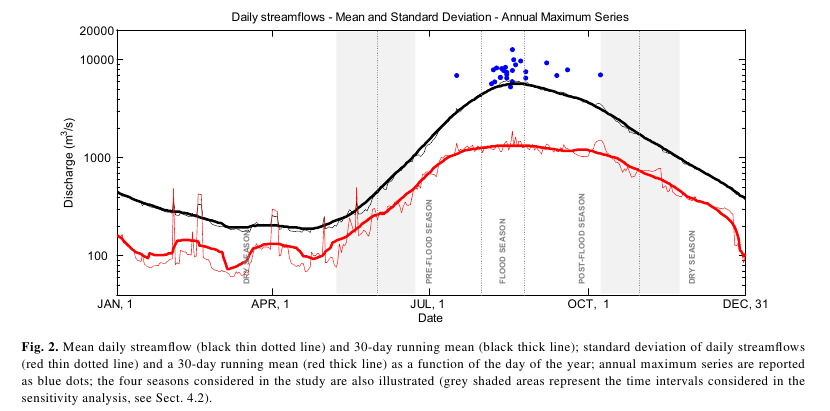 Daily streamflows - Mean and Standard Deviation - Annual Maximum Series
20000
10000
1000
100
Discharge (m³/s)
DRY SEASON
PRE-FLOOD SEASON
FLOOD SEASON
POST-FLOOD SEASON
DRY SEASON
JAN, 1
APR, 1
JUL, 1
OCT, 1
DEC, 31
Date
Fig. 2. Mean daily streamflow (black thin dotted line) and 30-day running mean (black thick line); standard deviation of daily streamflows
(red thin dotted line) and a 30-day running mean (red thick line) as a function of the day of the year; annual maximum series are reported
as blue dots; the four seasons considered in the study are also illustrated (grey shaded areas represent the time intervals considered in the
sensitivity analysis, see Sect. 4.2).